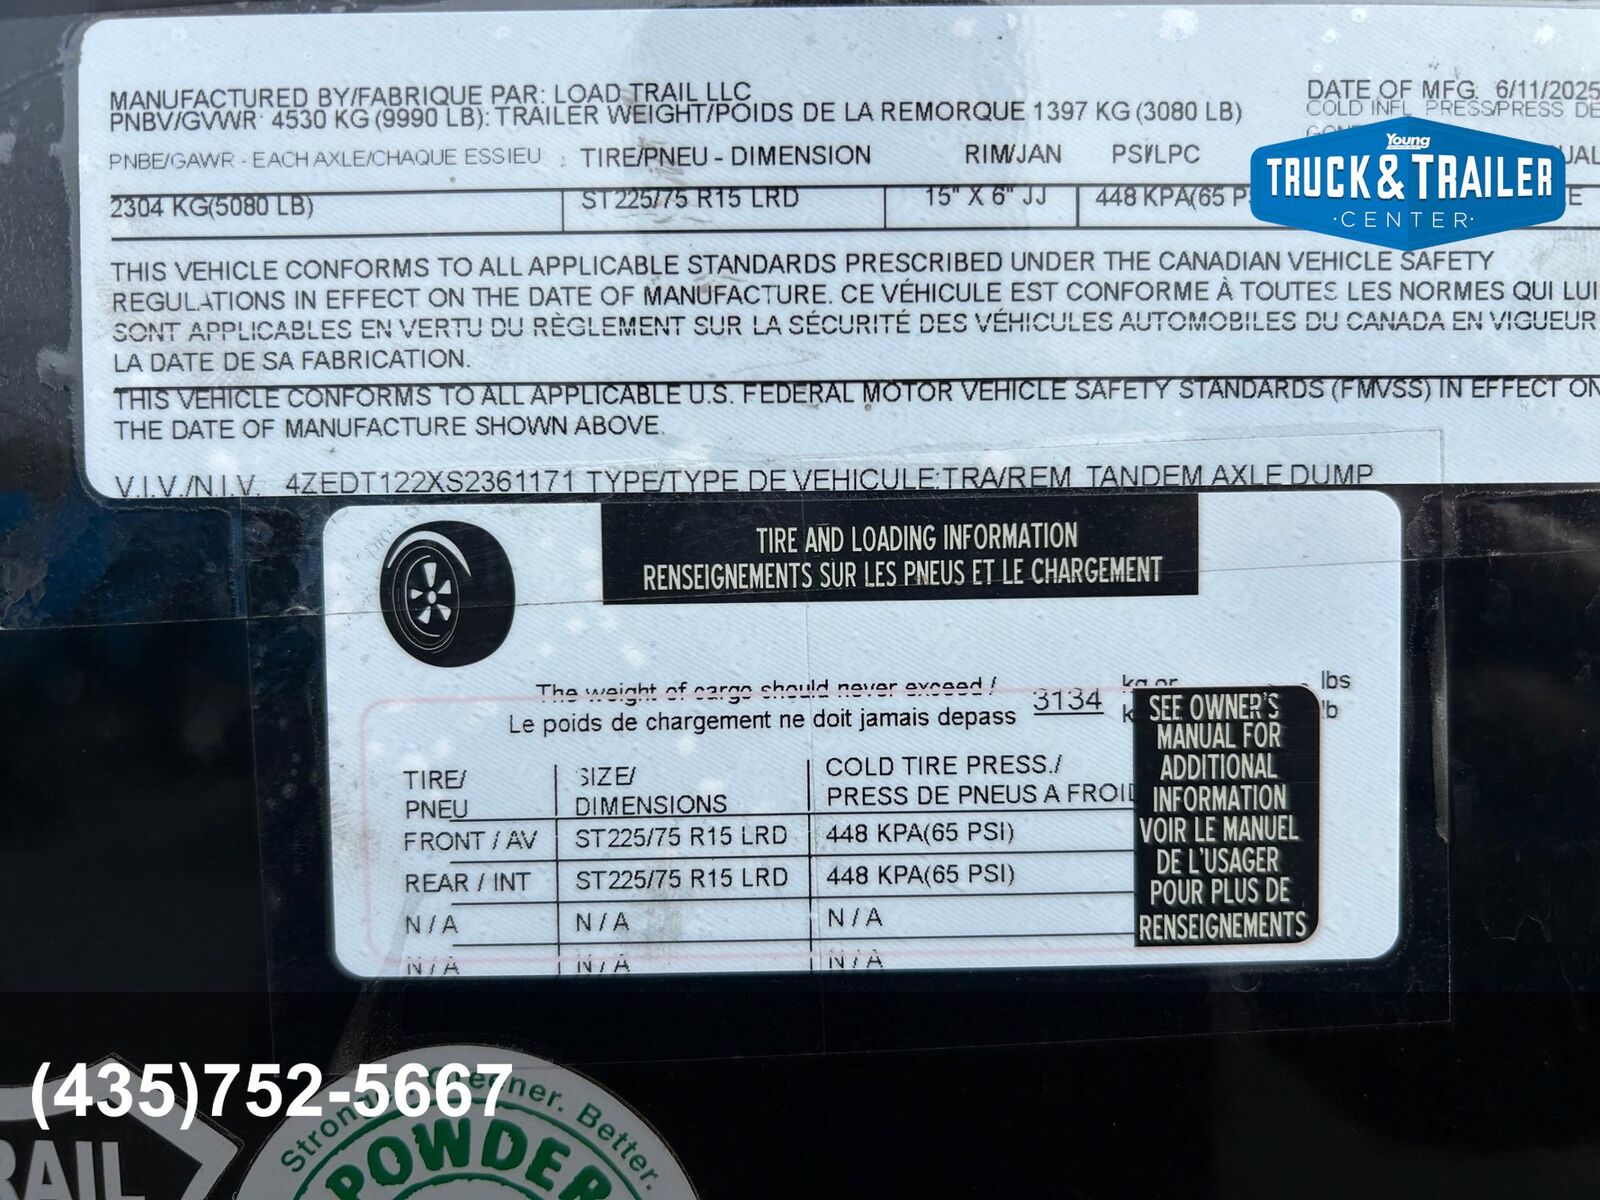 MANUFACTURED BY/FABRIQUE PAR: LOAD TRAIL LLC DATE OF MFG. 6/11/2025
PNBV/GVWR 4530 KG (9990 LB): TRAILER WEIGHT/POIDS DE LA REMORQUE 1397 KG (3080 LB) COLD INFL PRESS/PRESS. DE
PNBE/GAWR - EACH AXLE/CHAQUE ESSIEU : TIRE/PNEU - DIMENSION RIM/JAN PSI/LPC
2304 KG(5080 LB) ST225/75 R15 LRD 15" X 6" JJ 448 KPA(65
Young
TRUCK & TRAILER
·CENTER·
THIS VEHICLE CONFORMS TO ALL APPLICABLE STANDARDS PRESCRIBED UNDER THE CANADIAN VEHICLE SAFETY
REGULATIONS IN EFFECT ON THE DATE OF MANUFACTURE. CE VÉHICULE EST CONFORME À TOUTES LES NORMES QUI LUI
SONT APPLICABLES EN VERTU DU RÈGLEMENT SUR LA SÉCURITÉ DES VÉHICULES AUTOMOBILES DU CANADA EN VIGUEUR
LA DATE DE SA FABRICATION.
THIS VEHICLE CONFORMS TO ALL APPLICABLE U.S. FEDERAL MOTOR VEHICLE SAFETY STANDARDS (FMVSS) IN EFFECT ON
THE DATE OF MANUFACTURE SHOWN ABOVE.
V.I.V./N.I.V. 4ZEDT122XS2361171 TYPE/TYPE DE VEHICULE:TRA/REM TANDEM AXLE DUMP
TIRE AND LOADING INFORMATION
RENSEIGNEMENTS SUR LES PNEUS ET LE CHARGEMENT
The weight of cargo should never exceed / kg or lbs
Le poids de chargement ne doit jamais depass 3134 lb
TIRE/ SIZE/ COLD TIRE PRESS./
PNEU DIMENSIONS PRESS DE PNEUS A FROID
FRONT / AV ST225/75 R15 LRD 448 KPA(65 PSI)
REAR / INT ST225/75 R15 LRD 448 KPA(65 PSI)
N / A N / A N / A
N / A N / A N / A
SEE OWNER'S
MANUAL FOR
ADDITIONAL
INFORMATION
VOIR LE MANUEL
DE L'USAGER
POUR PLUS DE
RENSEIGNEMENTS
(435)752-5667
Greener. Better.
POWDER
RAIL